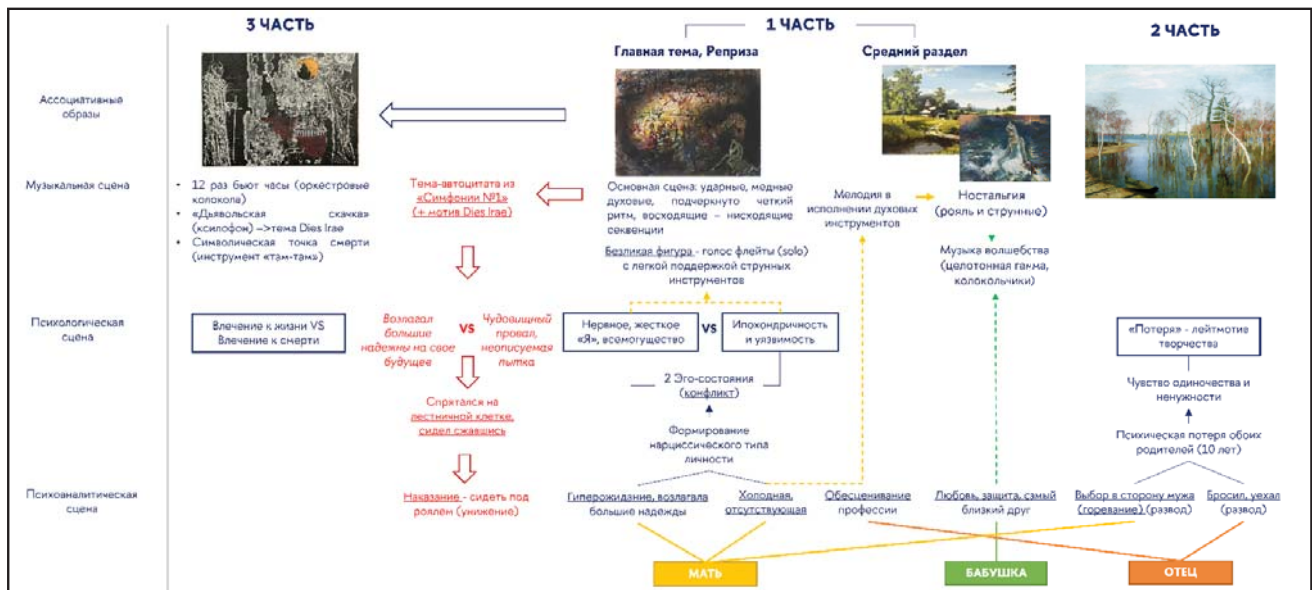 3 ЧАСТЬ
1 ЧАСТЬ
2 ЧАСТЬ
Главная тема, Реприза
Средний раздел
Ассоциативные
образы
Музыкальная сцена
• 12 раз бьют часы (оркестровые
колокола)
• «Дьявольская скачка»
(ксилофон) –>тема Dies Irae
• Символическая точка смерти
(инструмент «там-там»)
Тема-автоцитата из
«Симфонии №1»
(+ мотив Dies Irae)
Основная сцена: ударные, медные
духовые, подчеркнуто четкий
ритм, восходящие – нисходящие
секвенции
Безликая фигура - голос флейты (solo)
с легкой поддержкой струнных
инструментов
Мелодия в
исполнении духовых
инструментов
Ностальгия
(рояль и струнные)
Музыка волшебства
(целотонная гамма,
колокольчики)
Психологическая
сцена
Влечение к жизни VS
Влечение к смерти
Возлагал
большие
надежны на свое
будущее
VS
Чудовищный
провал,
неописуемая
пытка
Нервное, жесткое
«Я», всемогущество
VS
Ипохондричность
и уязвимость
«Потеря» - лейтмотив
творчества
2 Эго-состояния
(конфликт)
Чувство одиночества и
ненужности
Спрятался на
лестничной клетке,
сидел сжавшись
Формирование
нарциссического типа
личности
Психическая потеря обоих
родителей (10 лет)
Психоаналитическая
сцена
Наказание - сидеть под
роялем (унижение)
Гиперожидание, возлагала
большие надежды
Холодная,
отсутствующая
Обесценивание
профессии
Любовь, защита, самый
близкий друг
Выбор в сторону мужа
(горевание) (развод)
Бросил, уехал
(развод)
МАТЬ
БАБУШКА
ОТЕЦ